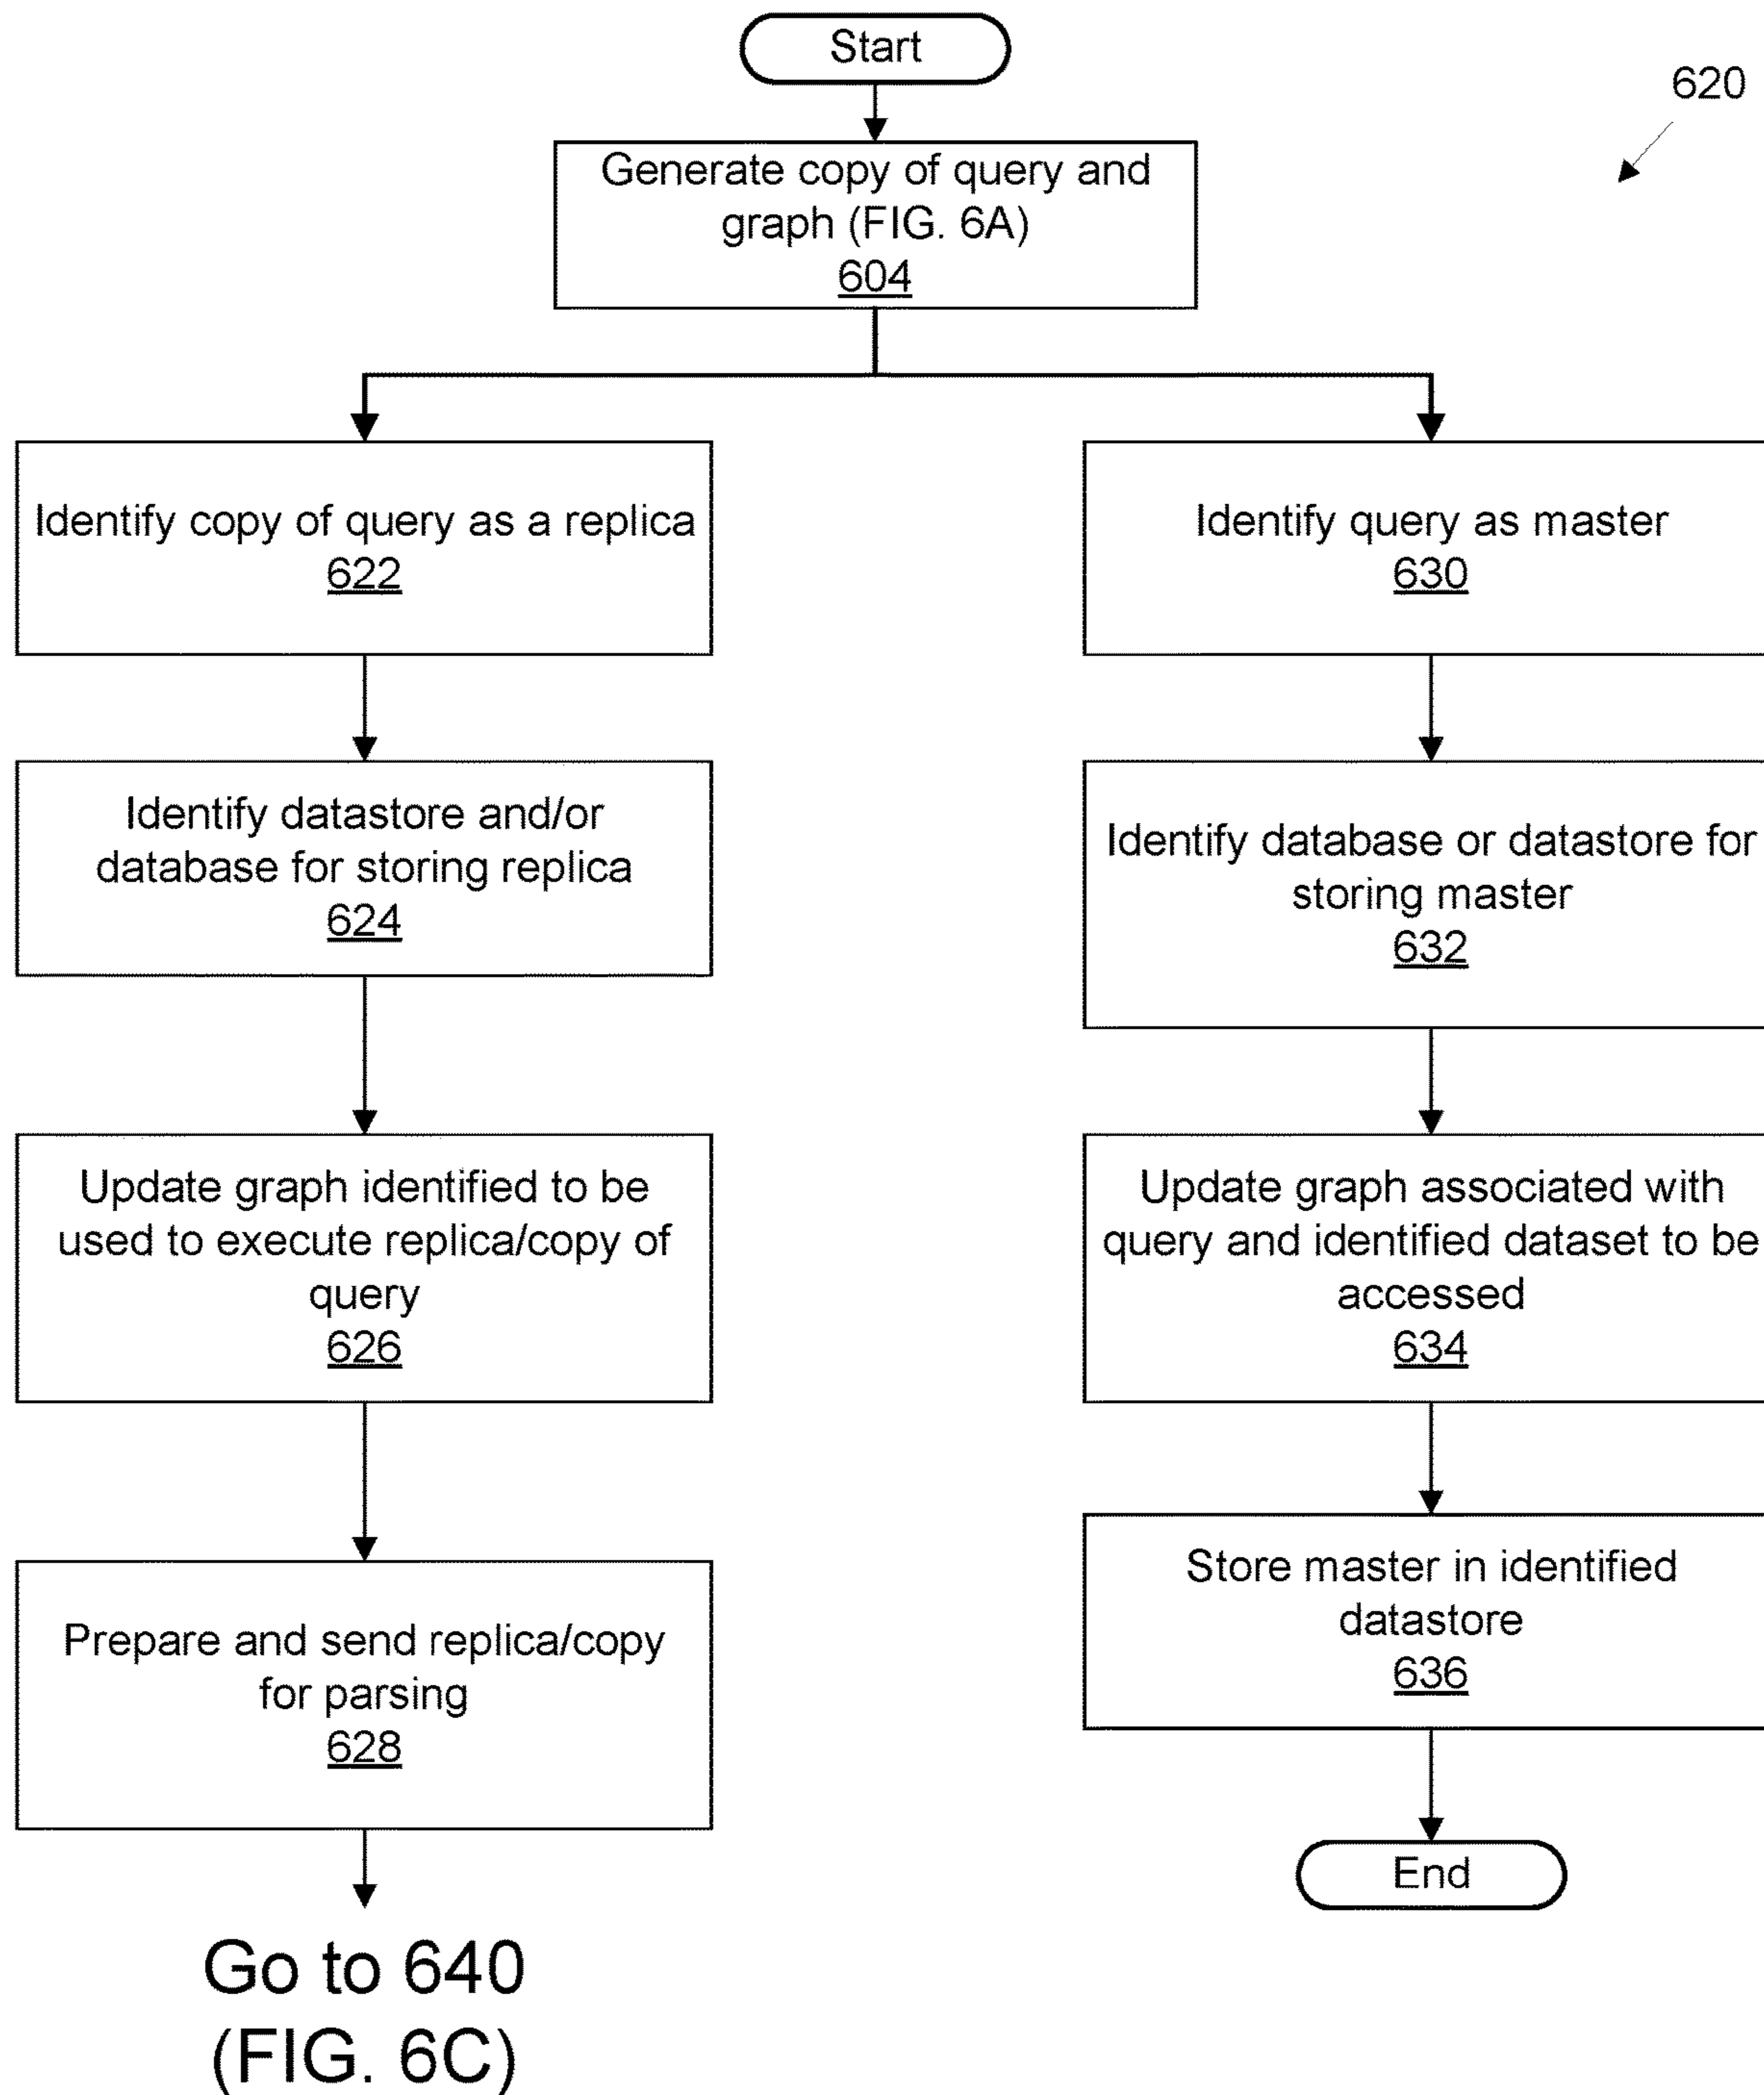 Start
620
Generate copy of query and
graph (FIG. 6A)
604
Identify copy of query as a replica
622
Identify datastore and/or
database for storing replica
624
Update graph identified to be
used to execute replica/copy of
query
626
Prepare and send replica/copy
for parsing
628
Go to 640
(FIG. 6C)
Identify query as master
630
Identify database or datastore for
storing master
632
Update graph associated with
query and identified dataset to be
accessed
634
Store master in identified
datastore
636
End